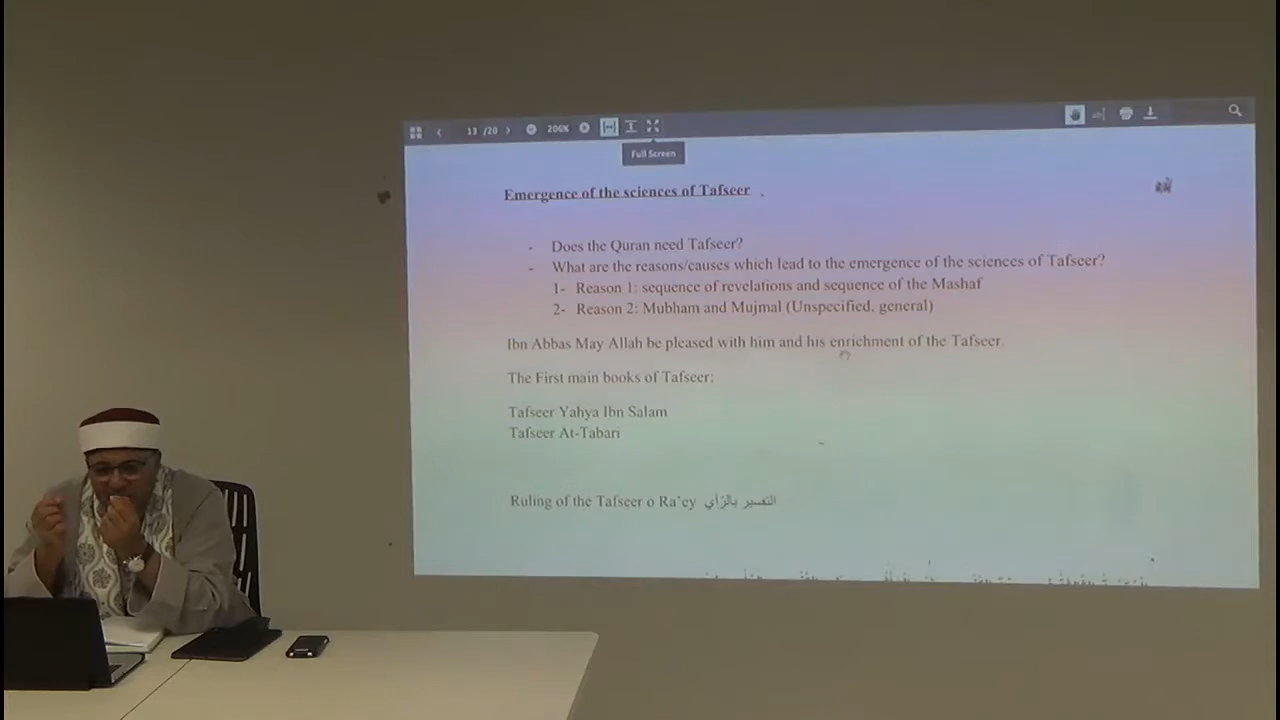 13 /20
200%
Full Screen
Emergence of the sciences of Tafseer .
- Does the Quran need Tafseer?
- What are the reasons/causes which lead to the emergence of the sciences of Tafseer?
1- Reason 1: sequence of revelations and sequence of the Mashaf
2- Reason 2: Mubham and Mujmal (Unspecified, general)
Ibn Abbas May Allah be pleased with him and his enrichment of the Tafseer.
The First main books of Tafseer:
Tafseer Yahya Ibn Salam
Tafseer At-Tabari
Ruling of the Tafseer o Ra'ey التفسير بالرّأي